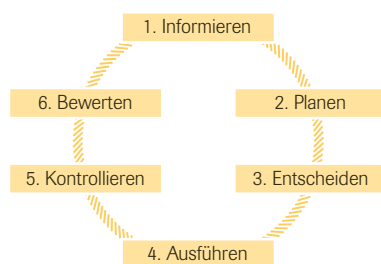 1. Informieren
2. Planen
3. Entscheiden
4. Ausführen
5. Kontrollieren
6. Bewerten